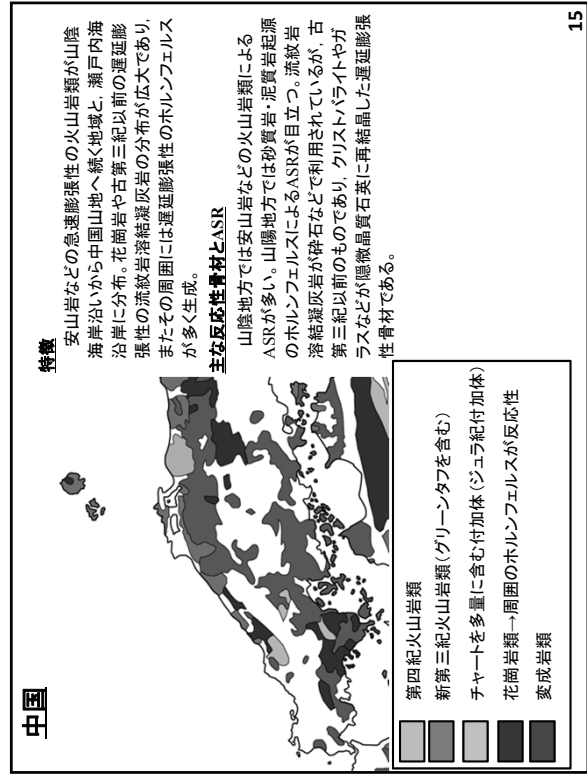 中国
特徴
安山岩などの急速膨張性の火山岩類が山陰
海岸沿いから中国山地へ続く地域と，瀬戸内海
沿岸に分布。花崗岩や古第三紀以前の遅延膨
張性の流紋岩溶結凝灰岩の分布が広大であり，
またその周囲には遅延膨張性のホルンフェルス
が多く生成。
主な反応性骨材とASR
山陰地方では安山岩などの火山岩類による
ASRが多い。山陽地方では砂質岩・泥質岩起源
のホルンフェルスによるASRが目立つ。流紋岩
溶結凝灰岩が砕石などで利用されているが，古
第三紀以前のものであり，クリストバライトやガ
ラスなどが隠微晶質石英に再結晶した遅延膨張
性骨材である。
第四紀火山岩類
新第三紀火山岩類（グリーンタフを含む）
チャートを多量に含む付加体（ジュラ紀付加体）
花崗岩類→周囲のホルンフェルスが反応性
変成岩類
15